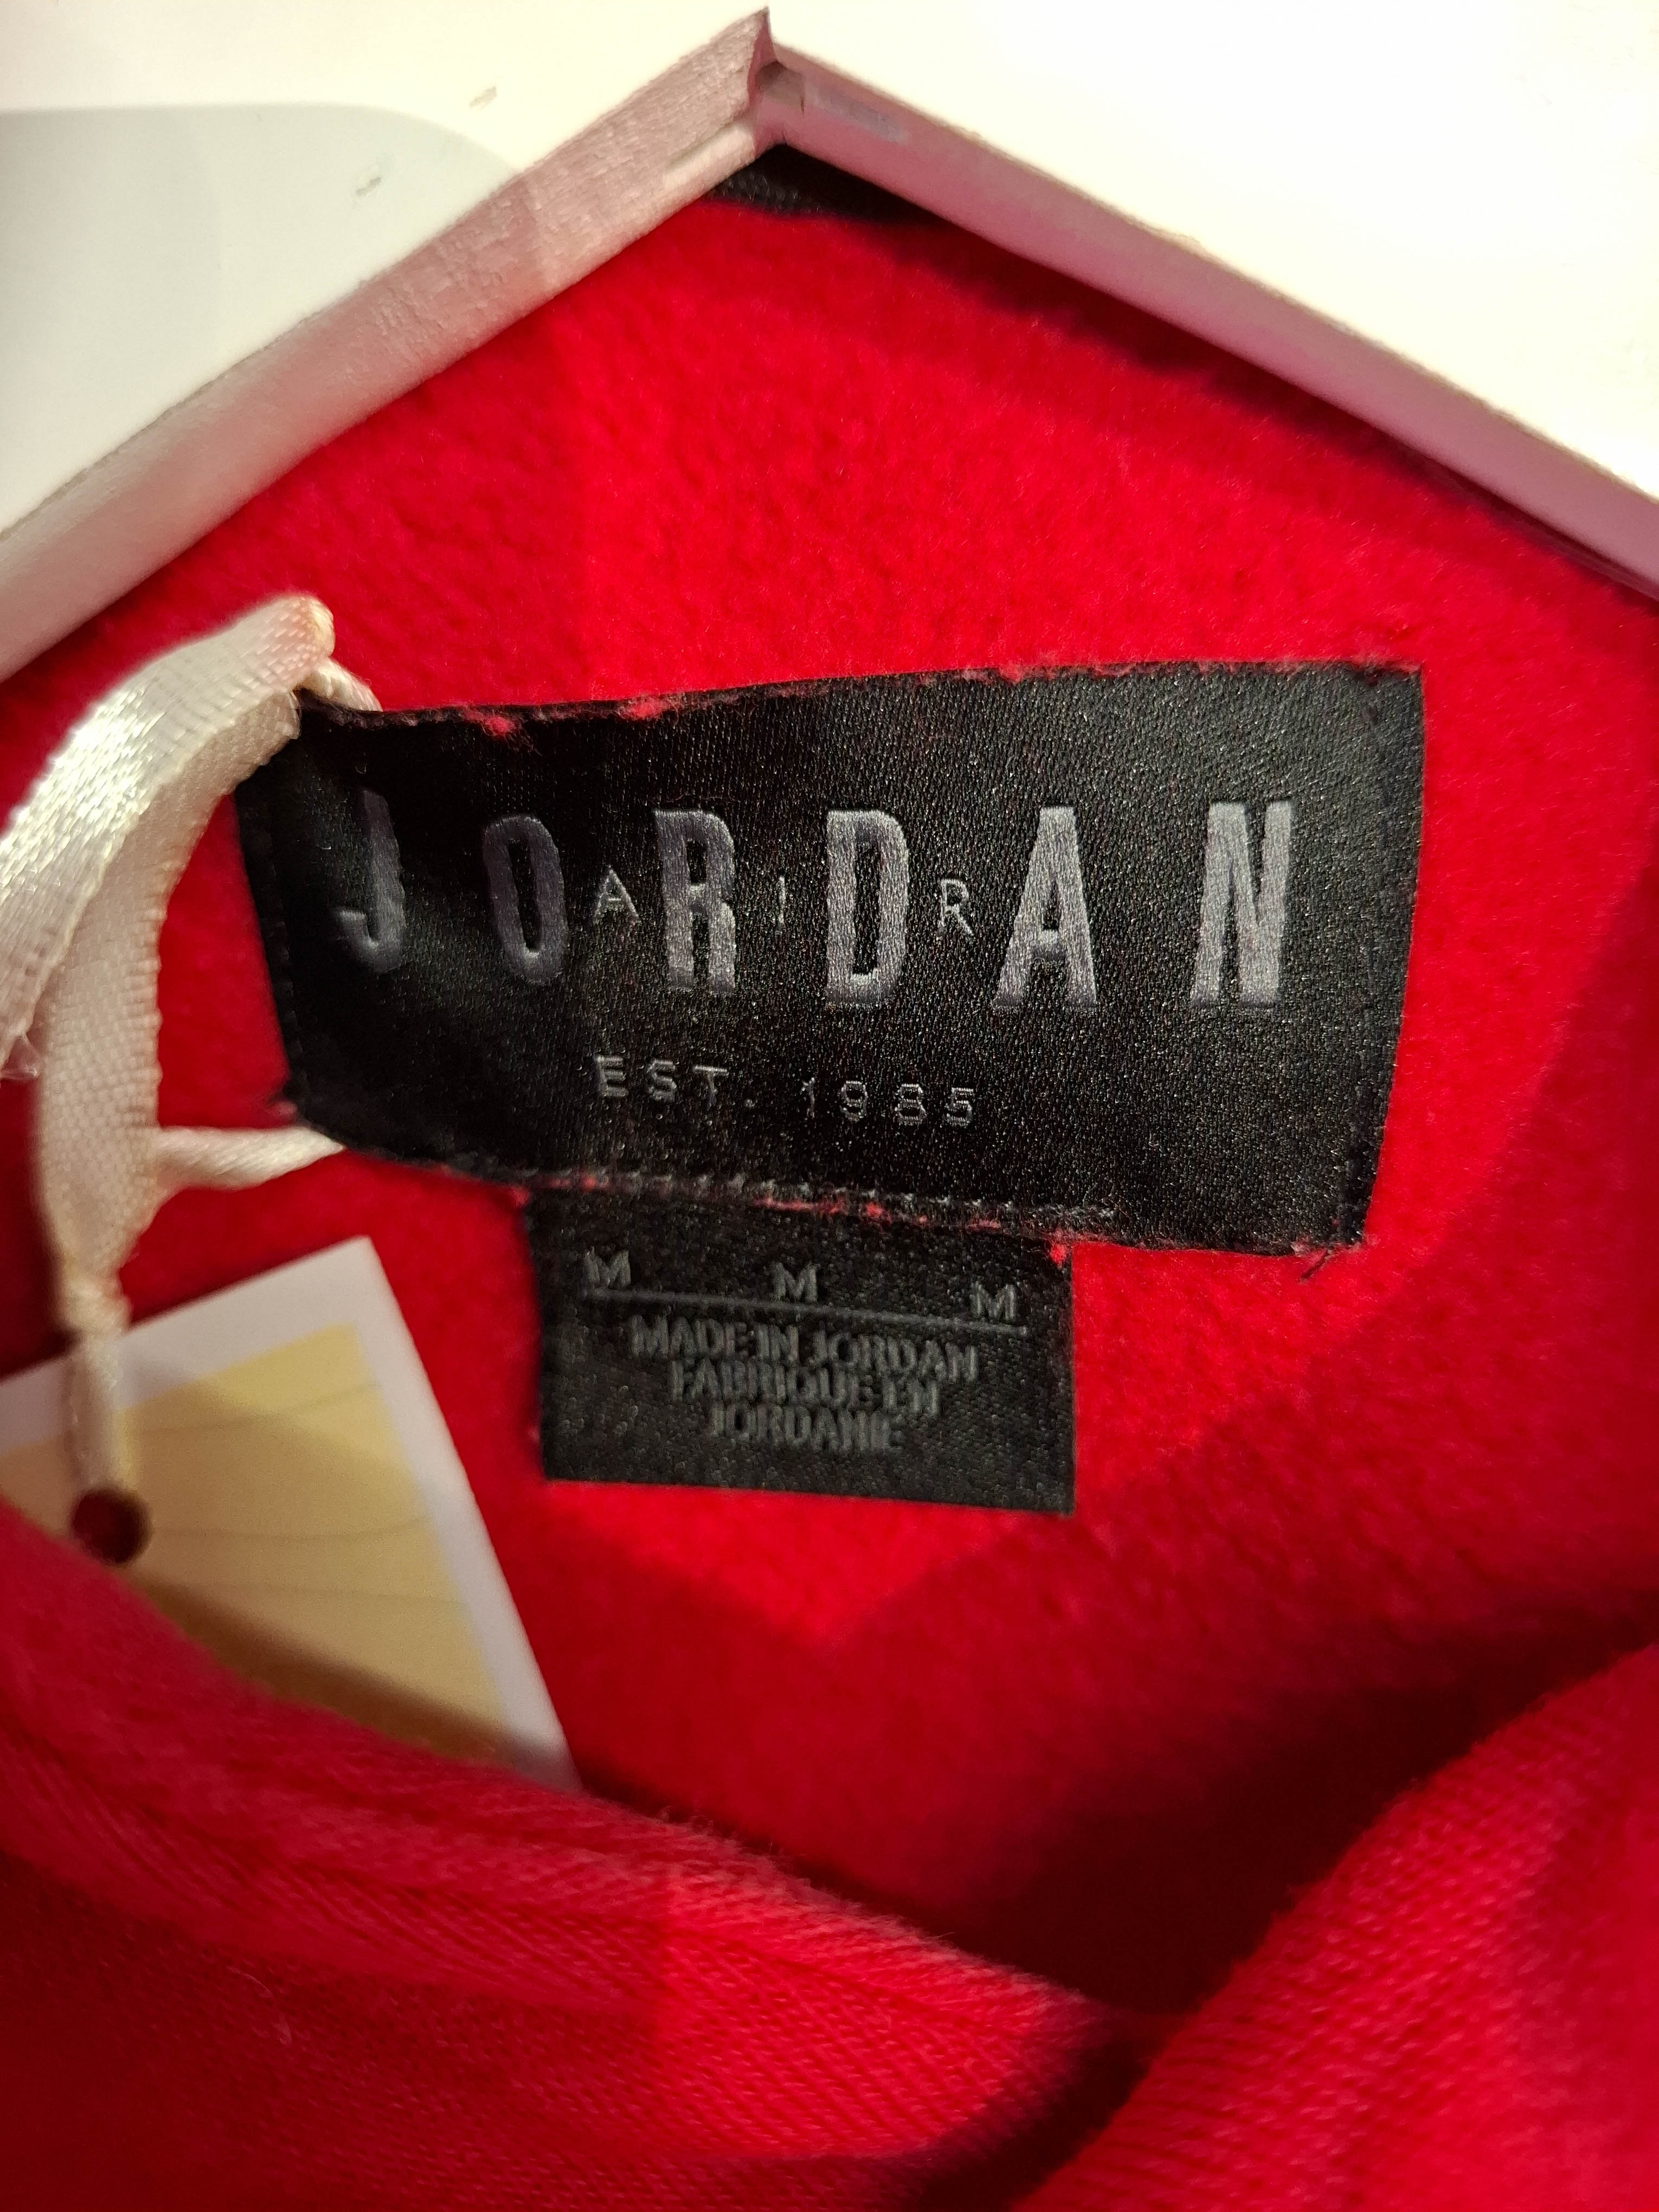 JORDAN
AIR
EST. 1985
M M M
MADE IN JORDAN
FABRIQUE EN
JORDANIE